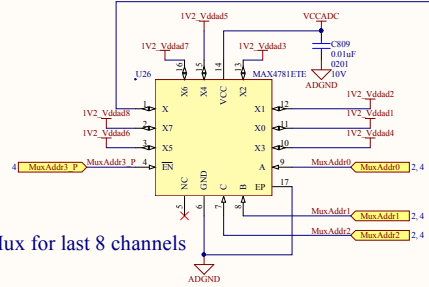 1V2_Vddad5
VCCADC
1V2_Vddad7
1V2_Vddad3
C809
0.01uF
0201
10V
ADGND
U26
MAX4781ETE
16
15
14
13
X6
X4
VCC
X2
1V2_Vddad8
1V2_Vddad6
1
2
3
X
X7
X5
X1
X0
X3
12
11
10
1V2_Vddad2
1V2_Vddad1
1V2_Vddad4
4
MuxAddr3_P
MuxAddr3_P
4
EN
A
9
MuxAddr0
MuxAddr0
2, 4
EP
17
NC
GND
C
B
5
6
7
8
MuxAddr1
MuxAddr1
2, 4
MuxAddr2
MuxAddr2
2, 4
Mux for last 8 channels
ADGND